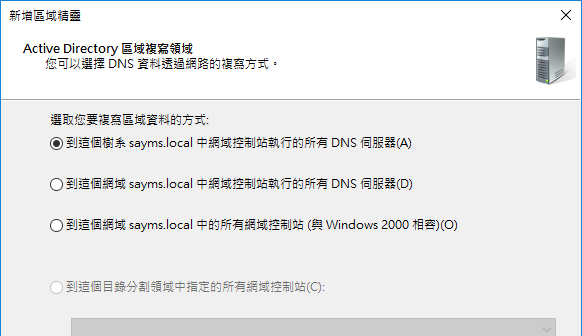 新增區域精靈
Active Directory 區域複寫領域
您可以選擇 DNS 資料透過網路的複寫方式。
選取您要複寫區域資料的方式:
到這個樹系 sayms.local 中網域控制站執行的所有 DNS 伺服器(A)
到這個網域 sayms.local 中網域控制站執行的所有 DNS 伺服器(D)
到這個網域 sayms.local 中的所有網域控制站 (與 Windows 2000 相容)(O)
到這個目錄分割領域中指定的所有網域控制站(C):